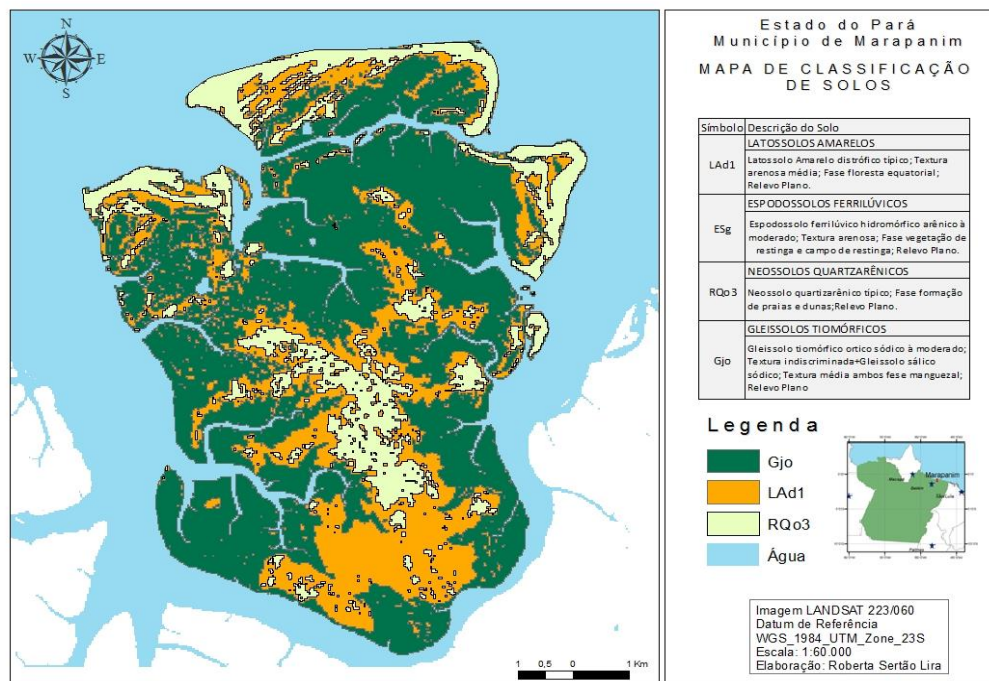 N
W
E
S
Estado do Pará
Município de Marapanim
MAPA DE CLASSIFICAÇÃO
DE SOLOS
Símbolo Descrição do Solo
LATOSSOLOS AMARELOS
LAd1
Latossolo Amarelo distrófico típico; Textura
arenosa média; Fase floresta equatorial;
Relevo Plano.
ESPODOSSOLOS FERRILÚVICOS
ESg
Espodossolo ferrilúvico hidromórfico arênico à
moderado; Textura arenosa; Fase vegetação de
restinga e campo de restinga; Relevo Plano.
NEOSSOLOS QUARTZARÊNICOS
RQo3
Neossolo quartizarênico típico; Fase formação
de praias e dunas;Relevo Plano.
GLEISSOLOS TIOMÓRFICOS
Gjo
Gleissolo tiomórfico ortico sódico à moderado;
Textura indiscriminada+Gleissolo sálico
sódico; Textura média ambos fese manguezal;
Relevo Plano
Legenda
Gjo
LAd1
RQo3
Água
Marapanim
Imagem LANDSAT 223/060
Datum de Referência
WGS_1984_UTM_Zone_23S
Escala: 1:60.000
Elaboração: Roberta Sertão Lira
1 0,5 0 1 Km